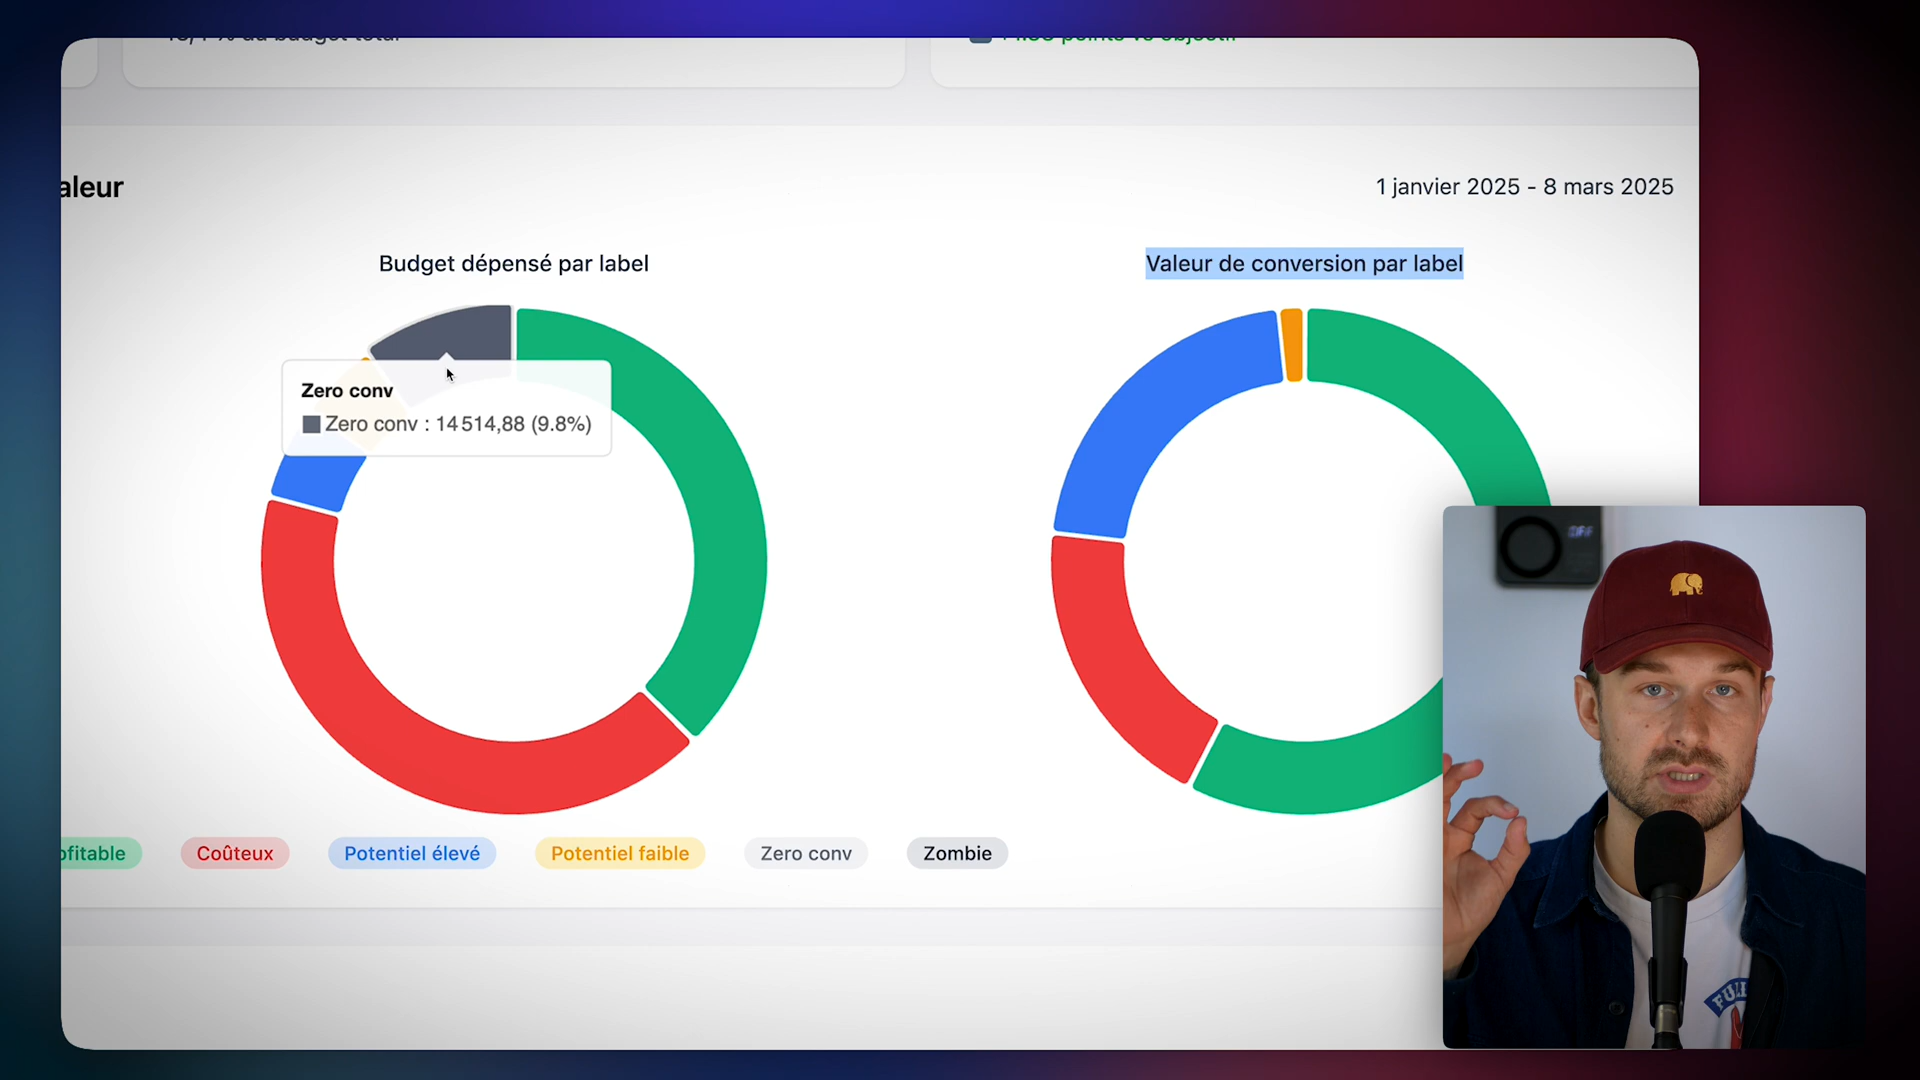 aleur
1 janvier 2025 - 8 mars 2025
Budget dépensé par label
Valeur de conversion par label
Zero conv
Zero conv : 14 514,88 (9.8%)
ofitable
Coûteux
Potentiel élevé
Potentiel faible
Zero conv
Zombie